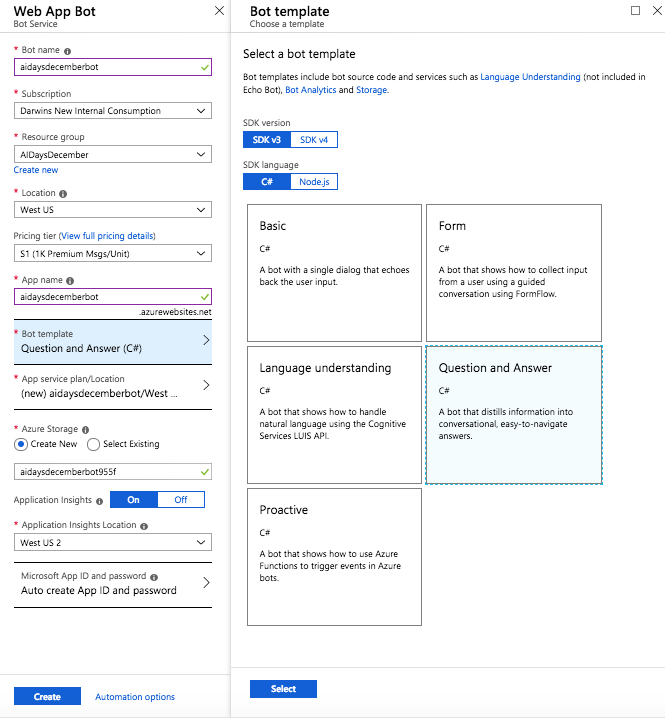 Web App Bot
Bot Service
* Bot name
aidaysdecemberbot
* Subscription
Darwins New Internal Consumption
* Resource group
AIDaysDecember
Create new
* Location
West US
Pricing tier (View full pricing details)
S1 (1K Premium Msgs/Unit)
* App name
aidaysdecemberbot
.azurewebsites.net
* Bot template
Question and Answer (C#)
* App service plan/Location
(new) aidaysdecemberbot/West ...
* Azure Storage
Create New Select Existing
aidaysdecemberbot955f
Application Insights On Off
* Application Insights Location
West US 2
Microsoft App ID and password
Auto create App ID and password
Create Automation options
Bot template
Choose a template
Select a bot template
Bot templates include bot source code and services such as Language Understanding (not included in
Echo Bot), Bot Analytics and Storage.
SDK version
SDK v3 SDK v4
SDK language
C# Node.js
Basic
C#
A bot with a single dialog that echoes
back the user input.
Form
C#
A bot that shows how to collect input
from a user using a guided
conversation using FormFlow.
Language understanding
C#
A bot that shows how to handle
natural language using the Cognitive
Services LUIS API.
Question and Answer
C#
A bot that distills information into
conversational, easy-to-navigate
answers.
Proactive
C#
A bot that shows how to use Azure
Functions to trigger events in Azure
bots.
Select